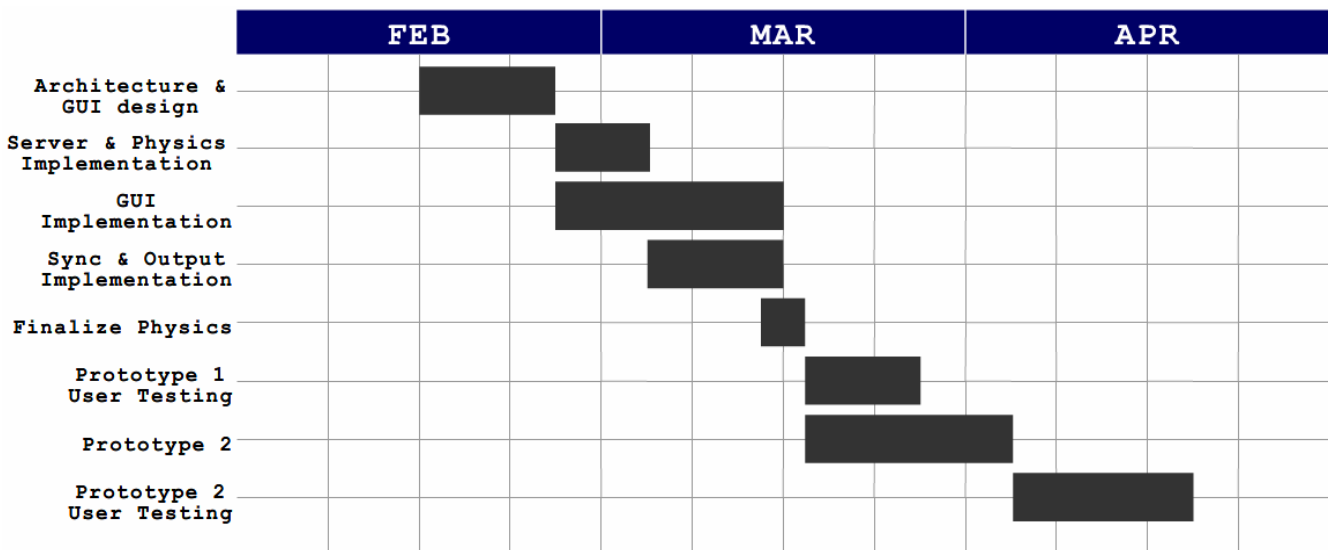 FEB MAR APR
Architecture &
GUI design
Server & Physics
Implementation
GUI
Implementation
Sync & Output
Implementation
Finalize Physics
Prototype 1
User Testing
Prototype 2
Prototype 2
User Testing